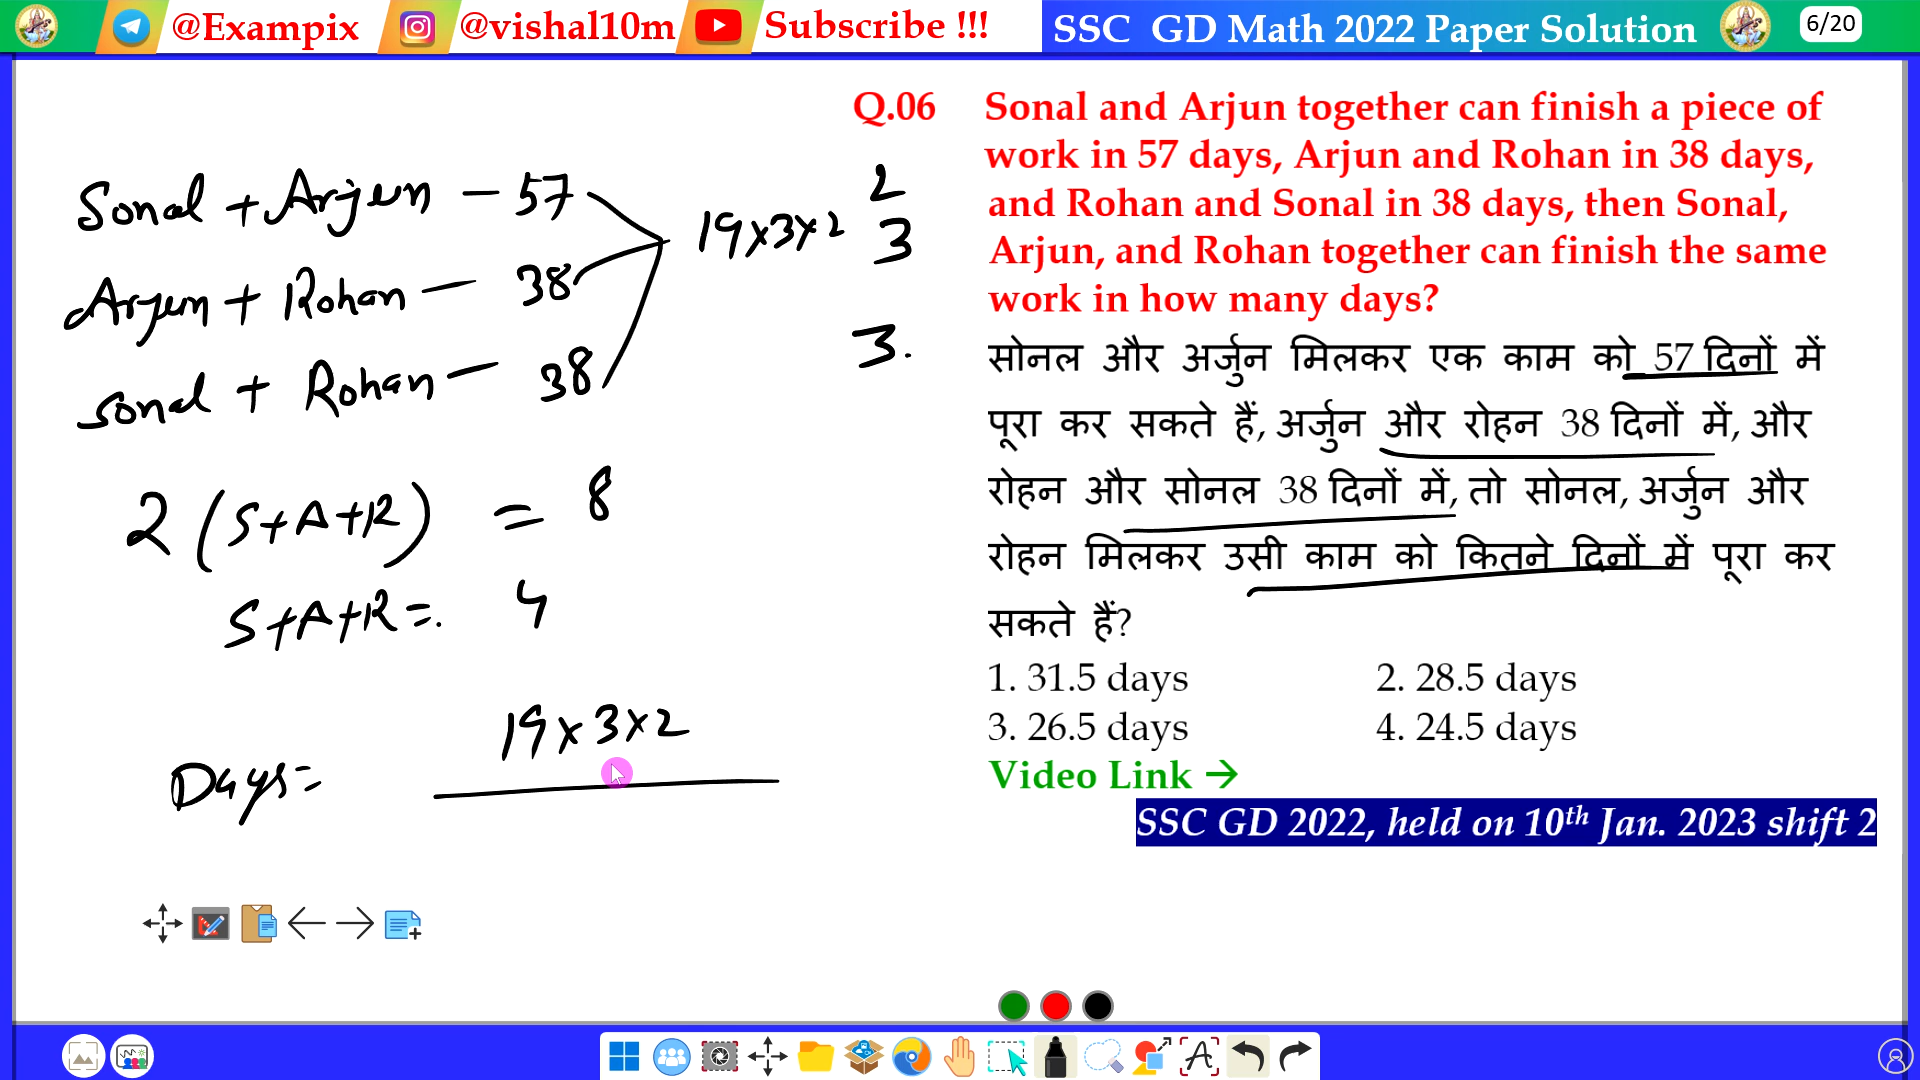 @Exampix @vishal10m Subscribe !!! SSC GD Math 2022 Paper Solution 6/20
Q.06 Sonal and Arjun together can finish a piece of
work in 57 days, Arjun and Rohan in 38 days,
and Rohan and Sonal in 38 days, then Sonal,
Arjun, and Rohan together can finish the same
work in how many days?
सोनल और अर्जुन मिलकर एक काम को 57 दिनों में
पूरा कर सकते हैं, अर्जुन और रोहन 38 दिनों में, और
रोहन और सोनल 38 दिनों में, तो सोनल, अर्जुन और
रोहन मिलकर उसी काम को कितने दिनों में पूरा कर
सकते हैं?
1. 31.5 days 2. 28.5 days
3. 26.5 days 4. 24.5 days
Video Link →
SSC GD 2022, held on 10th Jan. 2023 shift 2
Sonal + Arjun — 57
Arjun + Rohan — 38
Sonal + Rohan — 38
19×3×2
2
3
3.
2 (S+A+R) = 8
S+A+R =. 4
Days = 19×3×2